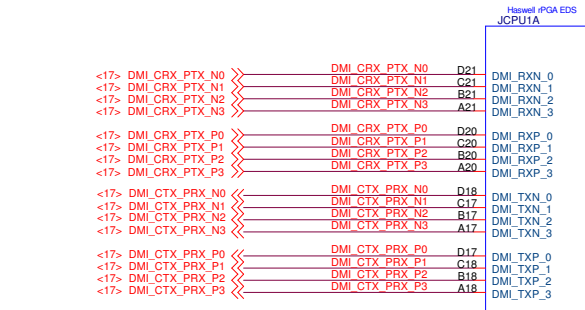 Haswell rPGA EDS
JCPU1A
<17> DMI_CRX_PTX_N0 DMI_CRX_PTX_N0 D21 DMI_RXN_0
<17> DMI_CRX_PTX_N1 DMI_CRX_PTX_N1 C21 DMI_RXN_1
<17> DMI_CRX_PTX_N2 DMI_CRX_PTX_N2 B21 DMI_RXN_2
<17> DMI_CRX_PTX_N3 DMI_CRX_PTX_N3 A21 DMI_RXN_3
<17> DMI_CRX_PTX_P0 DMI_CRX_PTX_P0 D20 DMI_RXP_0
<17> DMI_CRX_PTX_P1 DMI_CRX_PTX_P1 C20 DMI_RXP_1
<17> DMI_CRX_PTX_P2 DMI_CRX_PTX_P2 B20 DMI_RXP_2
<17> DMI_CRX_PTX_P3 DMI_CRX_PTX_P3 A20 DMI_RXP_3
<17> DMI_CTX_PRX_N0 DMI_CTX_PRX_N0 D18 DMI_TXN_0
<17> DMI_CTX_PRX_N1 DMI_CTX_PRX_N1 C17 DMI_TXN_1
<17> DMI_CTX_PRX_N2 DMI_CTX_PRX_N2 B17 DMI_TXN_2
<17> DMI_CTX_PRX_N3 DMI_CTX_PRX_N3 A17 DMI_TXN_3
<17> DMI_CTX_PRX_P0 DMI_CTX_PRX_P0 D17 DMI_TXP_0
<17> DMI_CTX_PRX_P1 DMI_CTX_PRX_P1 C18 DMI_TXP_1
<17> DMI_CTX_PRX_P2 DMI_CTX_PRX_P2 B18 DMI_TXP_2
<17> DMI_CTX_PRX_P3 DMI_CTX_PRX_P3 A18 DMI_TXP_3